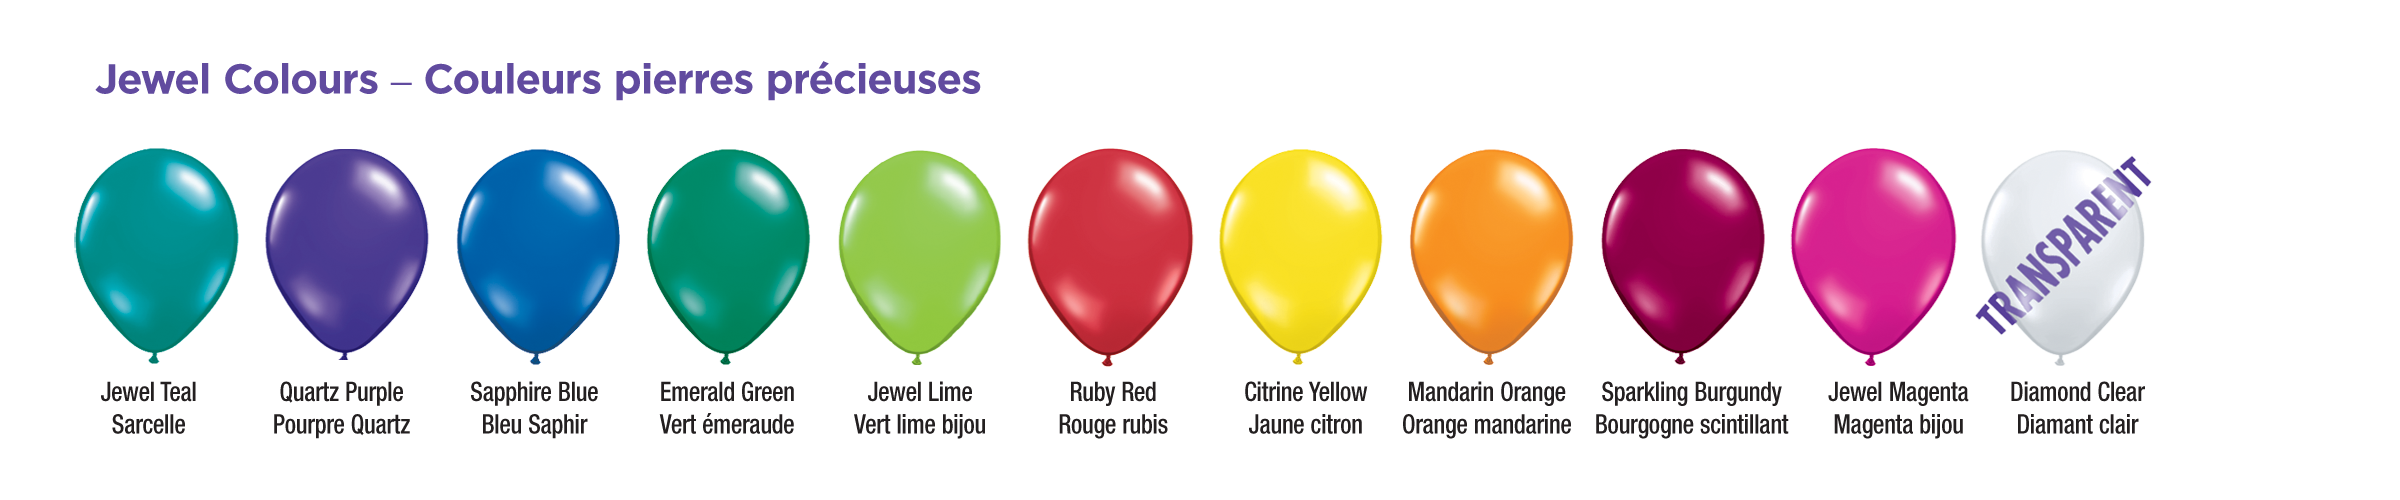 Jewel Colours – Couleurs pierres précieuses
TRANSPARENT
Jewel Teal
Sarcelle
Quartz Purple
Pourpre Quartz
Sapphire Blue
Bleu Saphir
Emerald Green
Vert émeraude
Jewel Lime
Vert lime bijou
Ruby Red
Rouge rubis
Citrine Yellow
Jaune citron
Mandarin Orange
Orange mandarine
Sparkling Burgundy
Bourgogne scintillant
Jewel Magenta
Magenta bijou
Diamond Clear
Diamant clair